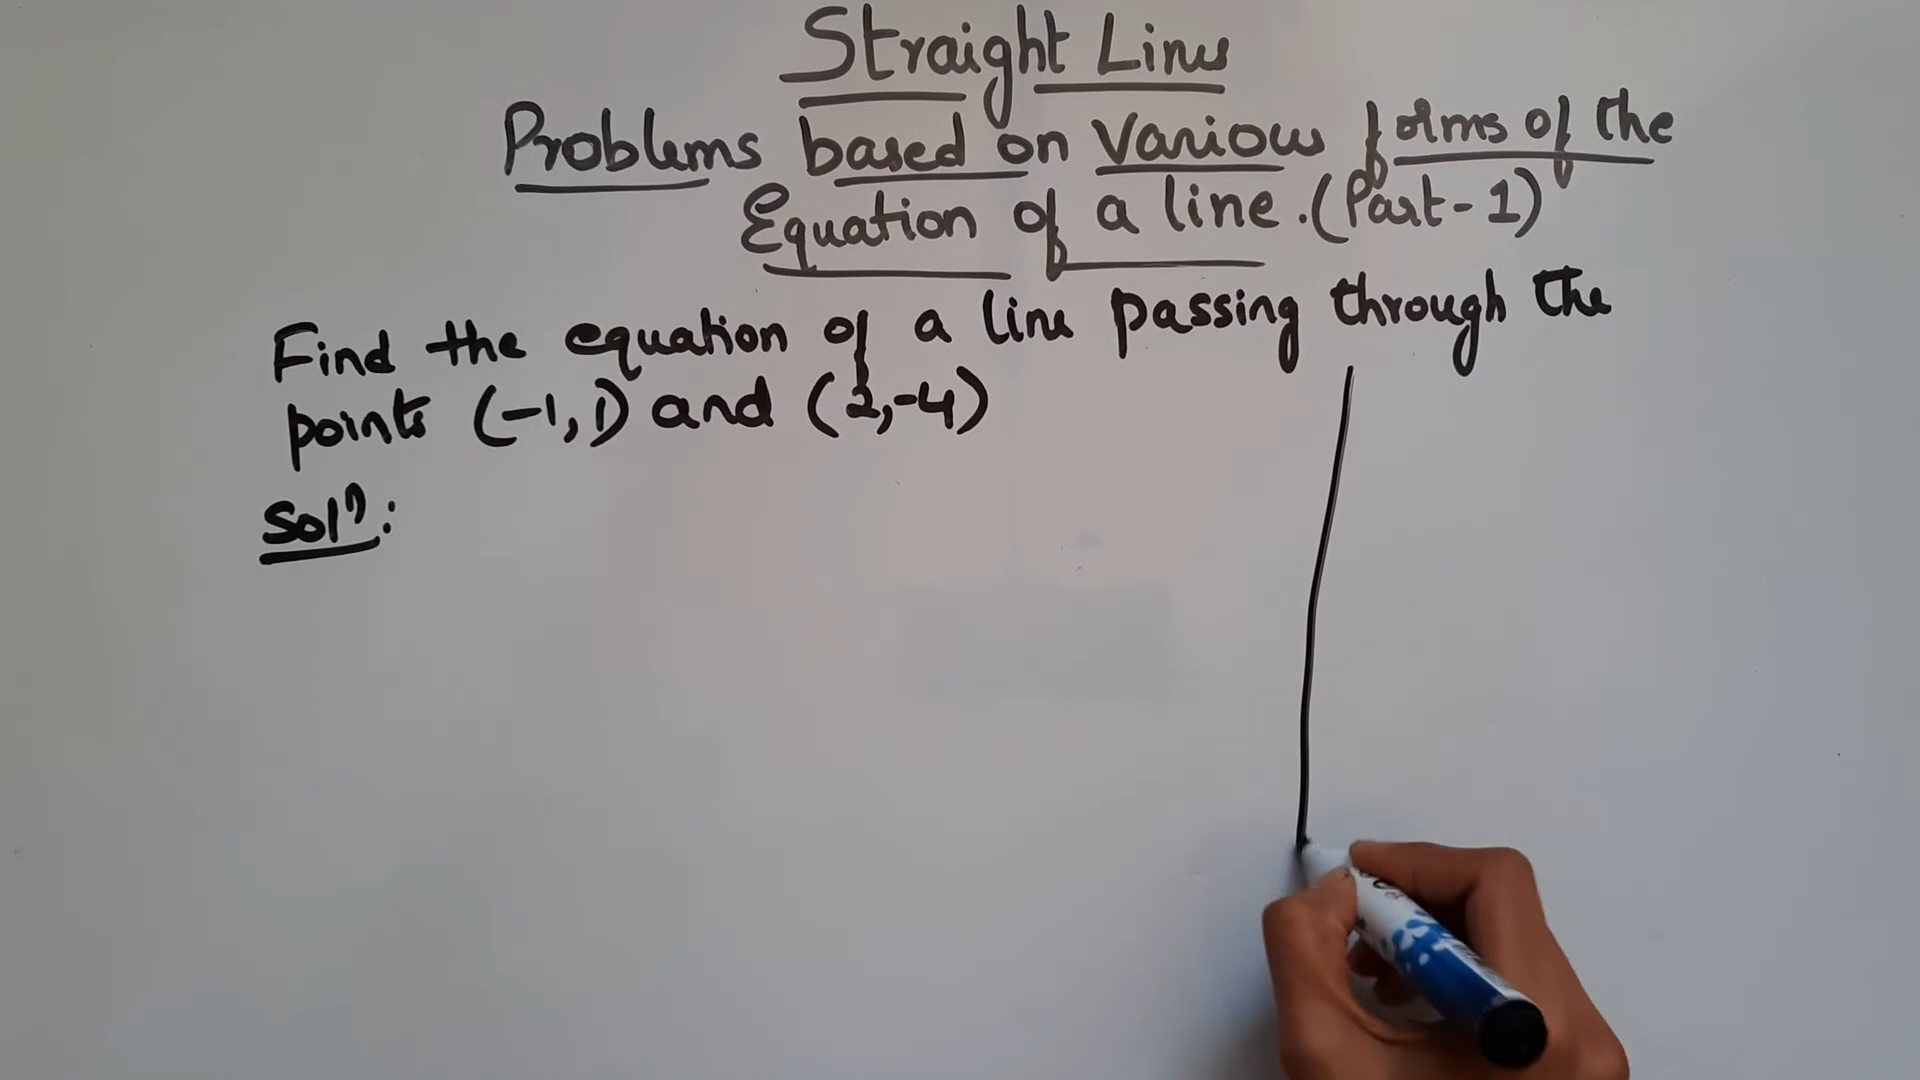 Straight Lines
Problems based on Various forms of the
Equation of a line. (Part-1)
Find the equation of a line passing through the
points (-1,1) and (2,-4)
Solⁿ: